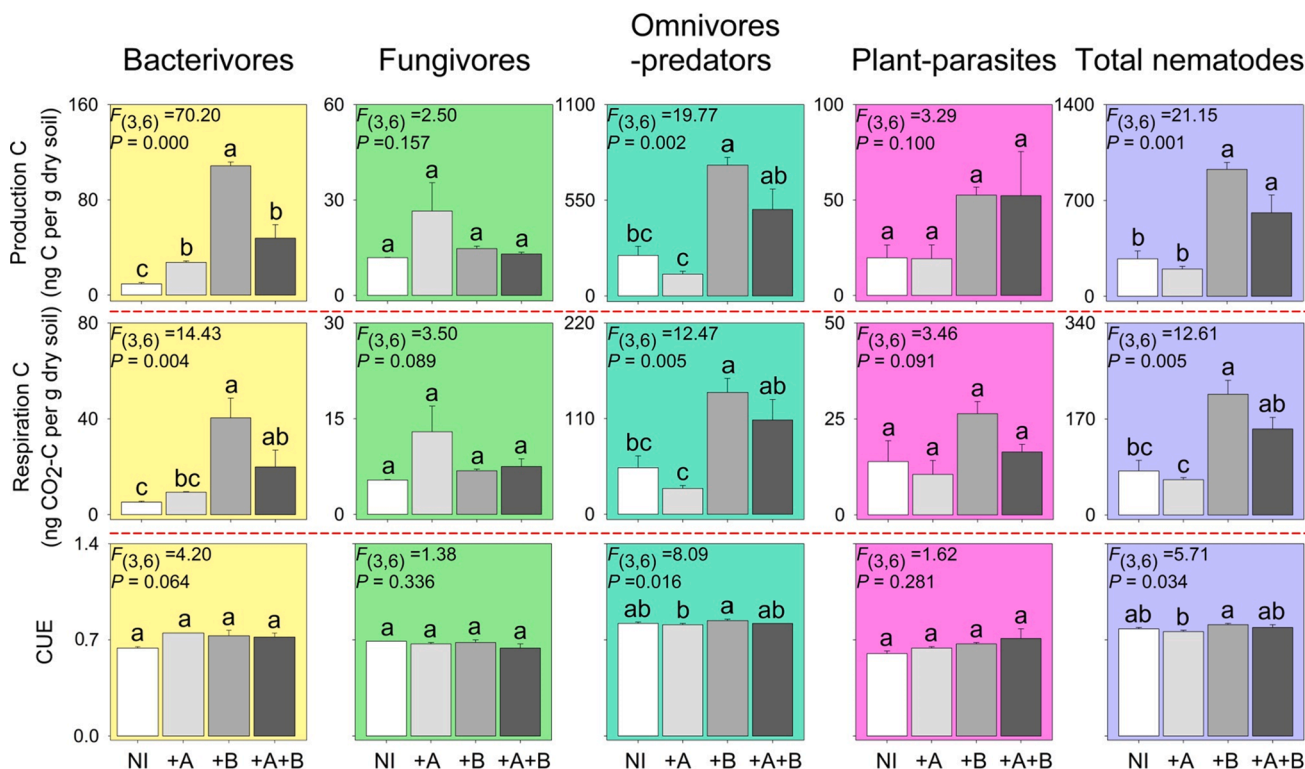 Bacterivores
Fungivores
Omnivores
-predators
Plant-parasites
Total nematodes
Production C
(ng C per g dry soil)
160
80
0
F(3,6) =70.20
P = 0.000
c
b
a
b
60
30
0
F(3,6) =2.50
P =0.157
a
a
a
a
1100
550
0
F(3,6) =19.77
P = 0.002
bc
c
a
ab
100
50
0
F(3,6) =3.29
P = 0.100
a
a
a
a
1400
700
0
F(3,6) =21.15
P = 0.001
b
b
a
a
Respiration C
(ng CO2-C per g dry soil)
80
40
0
F(3,6) =14.43
P = 0.004
c
bc
a
ab
30
15
0
F(3,6) =3.50
P = 0.089
a
a
a
a
220
110
0
F(3,6) =12.47
P = 0.005
bc
c
a
ab
50
25
0
F(3,6) =3.46
P = 0.091
a
a
a
a
340
170
0
F(3,6) =12.61
P = 0.005
bc
c
a
ab
CUE
1.4
0.7
0.0
F(3,6) =4.20
P = 0.064
a
a
a
a
F(3,6) =1.38
P = 0.336
a
a
a
a
F(3,6) =8.09
P =0.016
ab
b
a
ab
F(3,6) =1.62
P = 0.281
a
a
a
a
F(3,6) =5.71
P = 0.034
ab
b
a
ab
NI +A +B +A+B
NI +A +B +A+B
NI +A +B +A+B
NI +A +B +A+B
NI +A +B +A+B